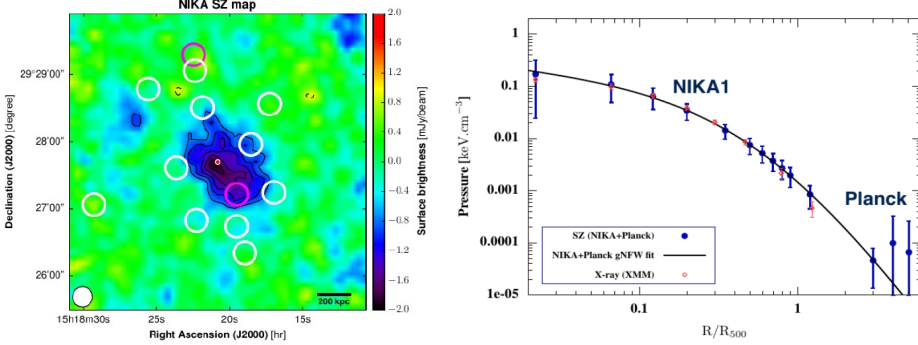 NIKA SZ map
Declination (J2000) [degree]
29°29'00"
28'00"
27'00"
26'00"
15h18m30s
25s
20s
15s
Right Ascension (J2000) [hr]
200 kpc
2.0
1.6
1.2
0.8
0.4
0.0
−0.4
−0.8
−1.2
−1.6
−2.0
Surface brightness [mJy/beam]
Pressure [keV.cm⁻³]
1
0.1
0.01
0.001
0.0001
1e-05
NIKA1
Planck
SZ (NIKA+Planck)
NIKA+Planck gNFW fit
X-ray (XMM)
0.1
1
R/R500